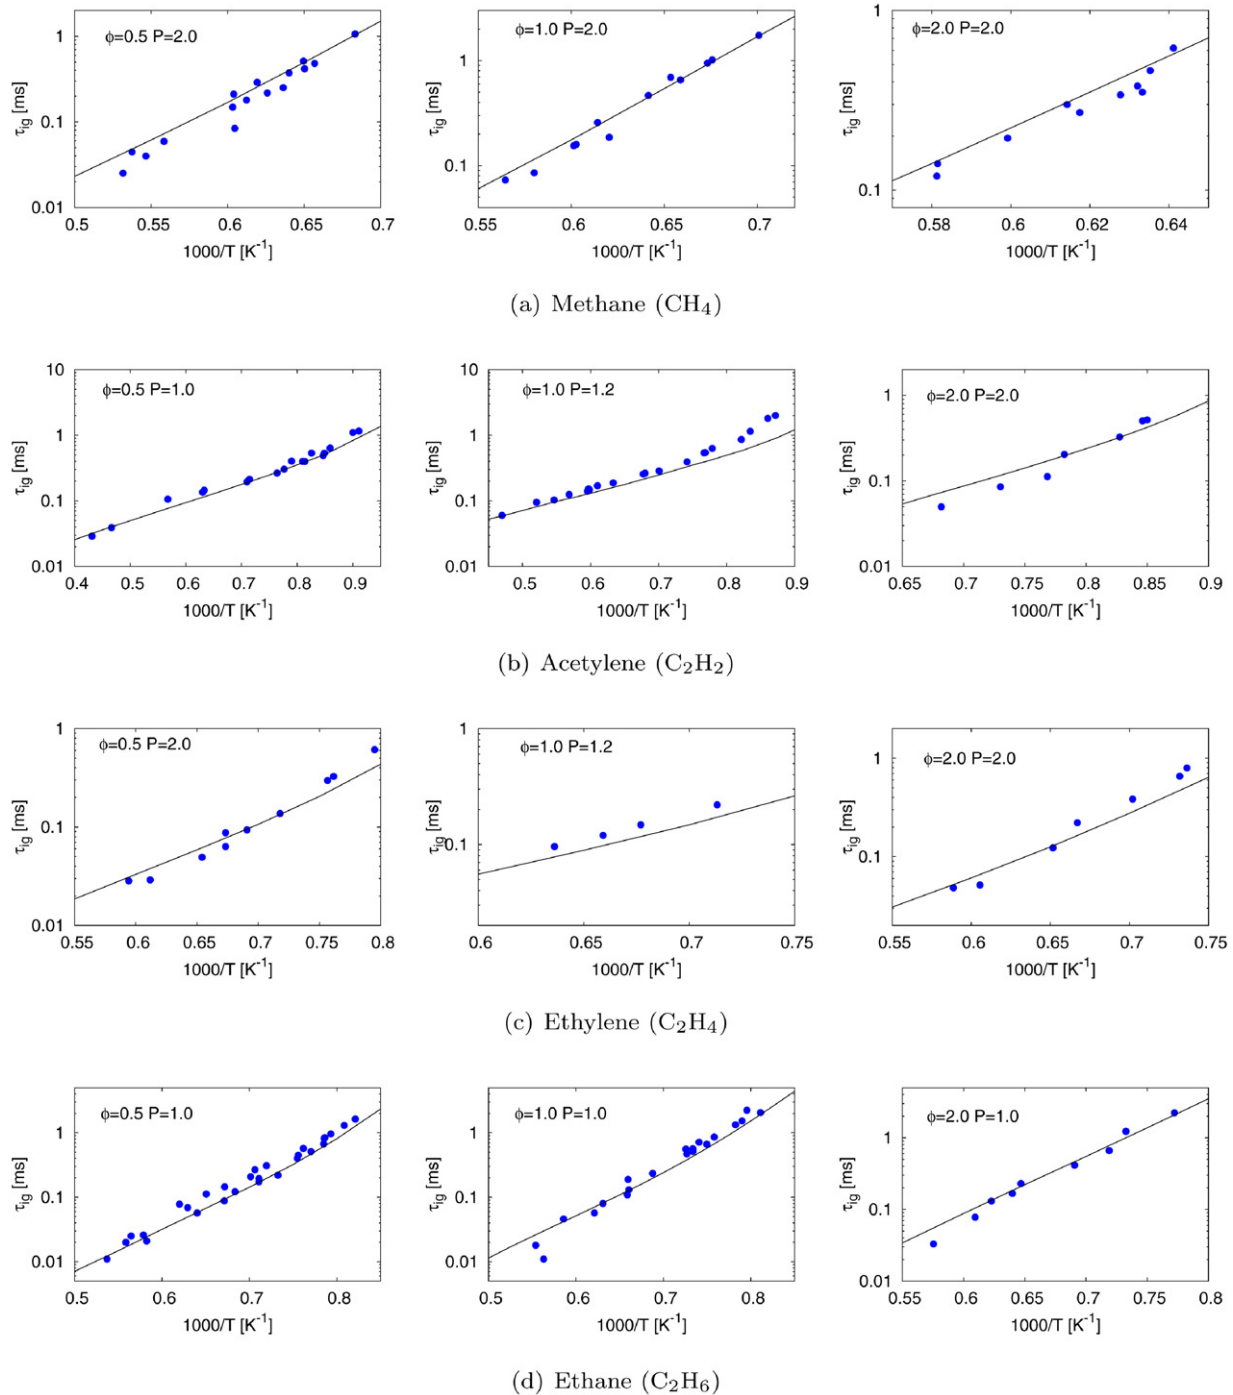 φ=0.5 P=2.0
τig [ms]
1
0.1
0.01
0.5 0.55 0.6 0.65 0.7
1000/T [K-1]
φ=1.0 P=2.0
τig [ms]
1
0.1
0.55 0.6 0.65 0.7
1000/T [K-1]
φ=2.0 P=2.0
τig [ms]
1
0.1
0.58 0.6 0.62 0.64
1000/T [K-1]
(a) Methane (CH4)
φ=0.5 P=1.0
τig [ms]
10
1
0.1
0.01
0.4 0.5 0.6 0.7 0.8 0.9
1000/T [K-1]
φ=1.0 P=1.2
τig [ms]
10
1
0.1
0.01
0.5 0.6 0.7 0.8 0.9
1000/T [K-1]
φ=2.0 P=2.0
τig [ms]
1
0.1
0.01
0.65 0.7 0.75 0.8 0.85 0.9
1000/T [K-1]
(b) Acetylene (C2H2)
φ=0.5 P=2.0
τig [ms]
1
0.1
0.01
0.55 0.6 0.65 0.7 0.75 0.8
1000/T [K-1]
φ=1.0 P=1.2
τig [ms]
1
0.1
0.6 0.65 0.7 0.75
1000/T [K-1]
φ=2.0 P=2.0
τig [ms]
1
0.1
0.55 0.6 0.65 0.7 0.75
1000/T [K-1]
(c) Ethylene (C2H4)
φ=0.5 P=1.0
τig [ms]
1
0.1
0.01
0.5 0.6 0.7 0.8
1000/T [K-1]
φ=1.0 P=1.0
τig [ms]
1
0.1
0.01
0.5 0.6 0.7 0.8
1000/T [K-1]
φ=2.0 P=1.0
τig [ms]
1
0.1
0.01
0.55 0.6 0.65 0.7 0.75 0.8
1000/T [K-1]
(d) Ethane (C2H6)